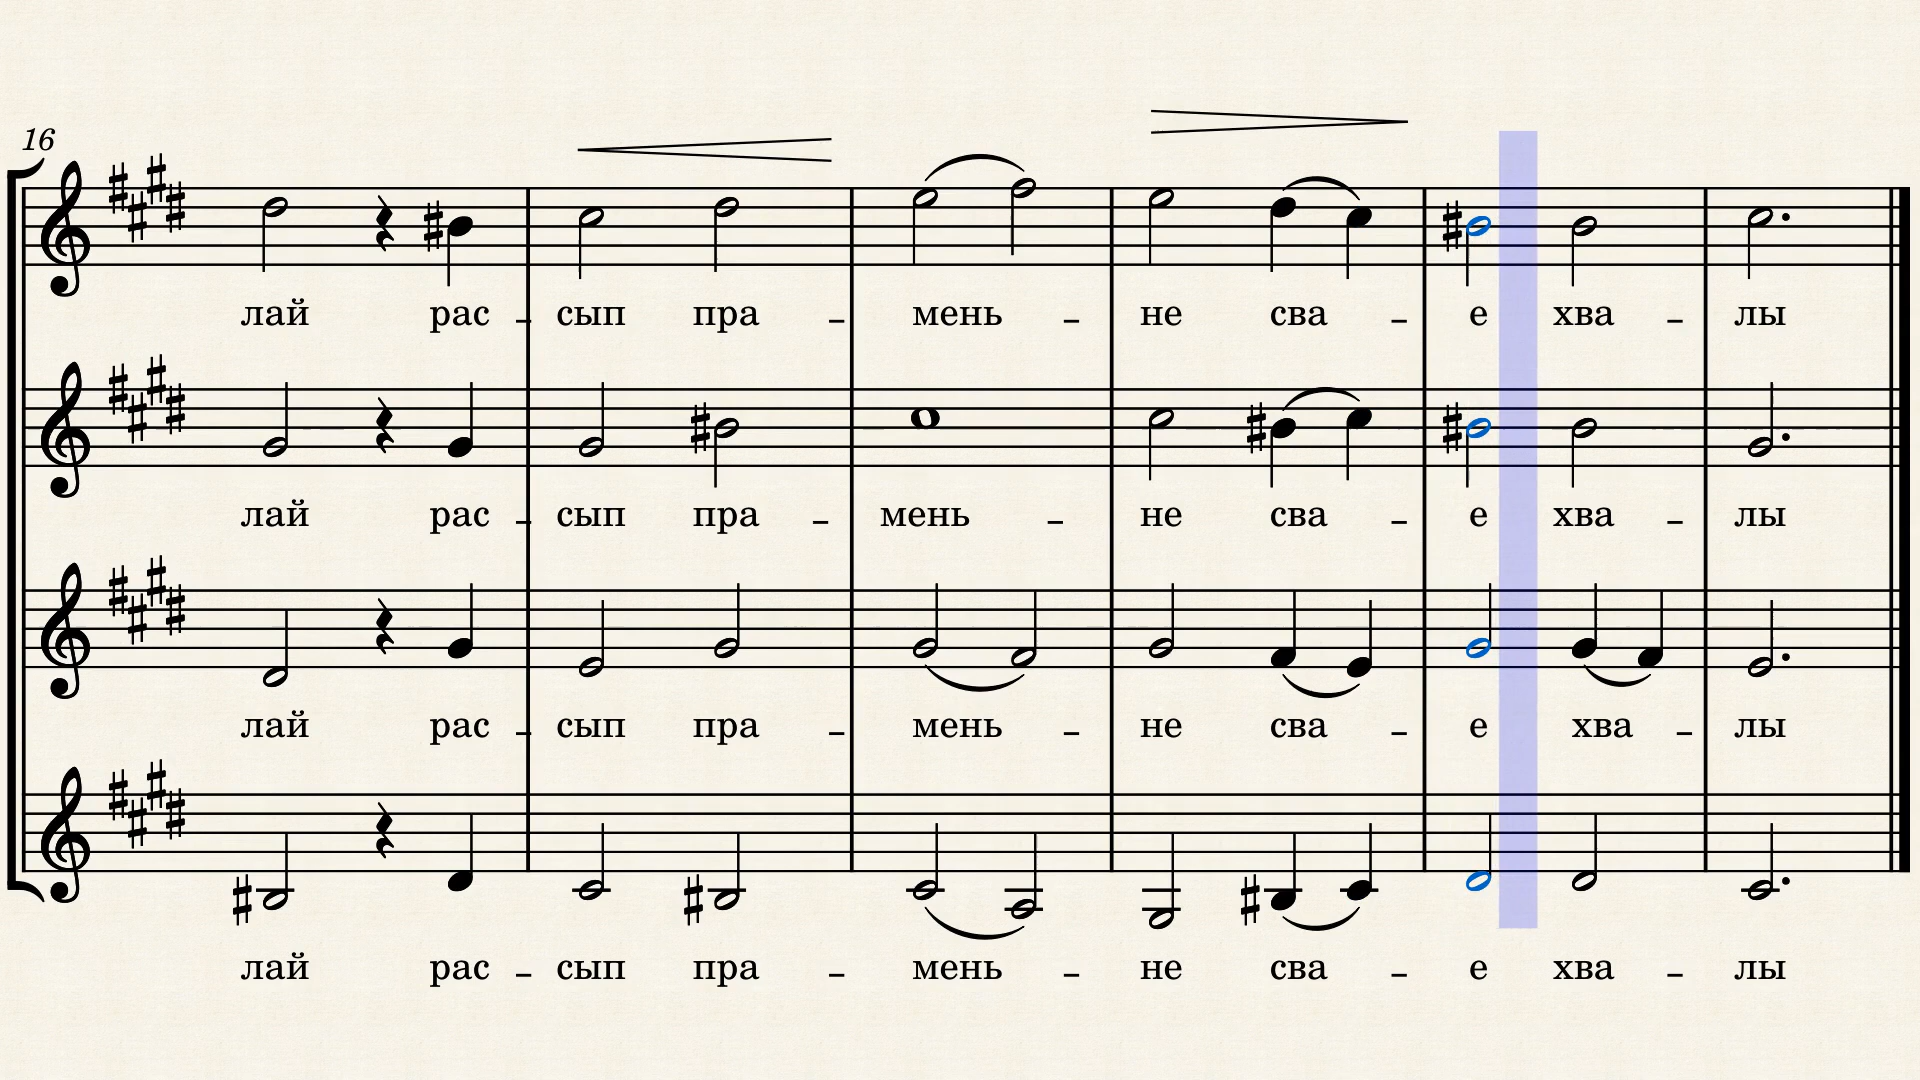 16
лай рас - сып пра - мень - не сва - е хва - лы
лай рас - сып пра - мень - не сва - е хва - лы
лай рас - сып пра - мень - не сва - е хва - лы
лай рас - сып пра - мень - не сва - е хва - лы